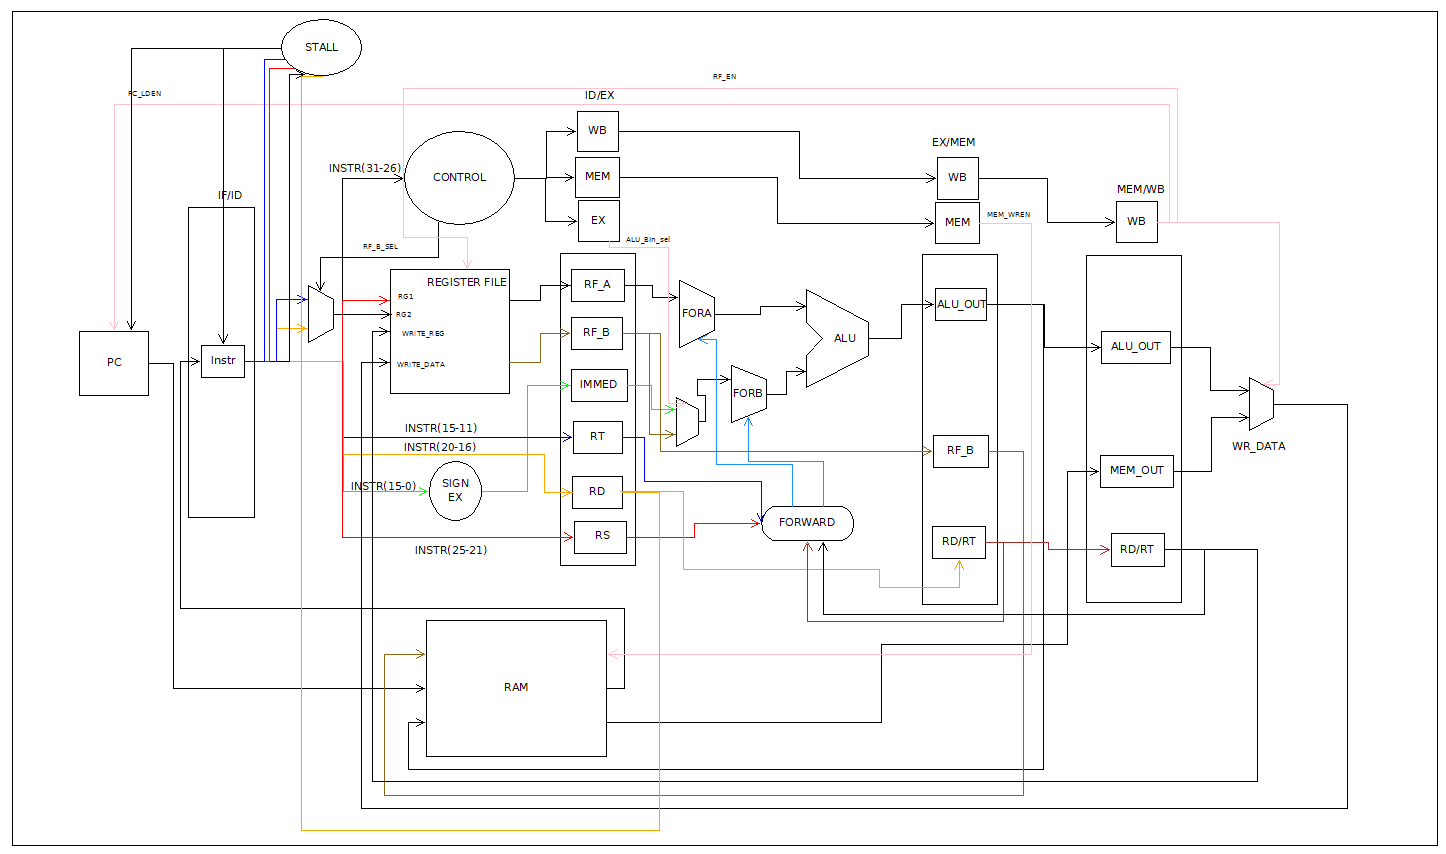 STALL
RF_EN
PC_LDEN
ID/EX
WB
EX/MEM
INSTR(31-26)
CONTROL
MEM
WB
MEM/WB
IF/ID
EX
MEM
MEM_WREN
WB
RF_B_SEL
ALU_Bin_sel
REGISTER FILE
RF_A
RG1
RG2
FORA
ALU_OUT
WRITE_REG
RF_B
ALU
PC
Instr
WRITE_DATA
ALU_OUT
IMMED
FORB
INSTR(15-11)
RT
INSTR(20-16)
RF_B
WR_DATA
MEM_OUT
INSTR(15-0)
SIGN
EX
RD
FORWARD
RS
RD/RT
RD/RT
INSTR(25-21)
RAM